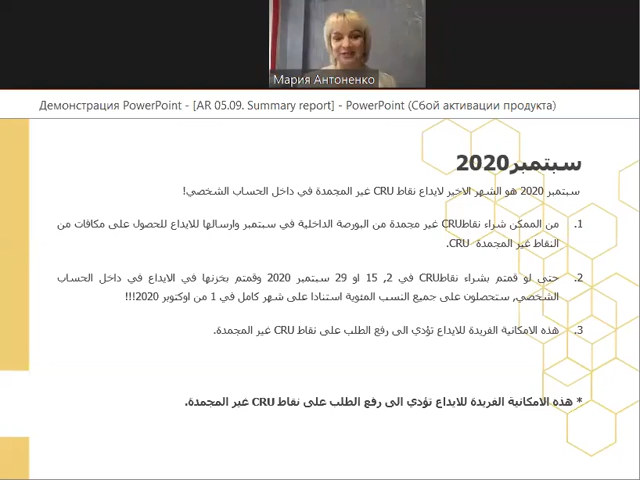 Мария Антоненко
Демонстрация PowerPoint - [AR 05.09. Summary report] - PowerPoint (Сбой активации продукта)
سبتمبر2020
سبتمبر 2020 هو الشهر الاخير لايداع نقاط CRU غير المجمدة في داخل الحساب الشخصي!
1. من الممكن شراء نقاطCRU غير مجمدة من البورصة الداخلية في سبتمبر وارسالها للايداع للحصول على مكافات من
النقاط غير المجمدة CRU.
2. حتى لو قمتم بشراء نقاطCRU في 2, 15 او 29 سبتمبر 2020 وقمتم بخزنها في الايداع في داخل الحساب
الشخصي, ستحصلون على جميع النسب المئوية استنادا على شهر كامل في 1 من اوكتوبر 2020!!!
3. هذه الامكانية الفريدة للايداع تؤدي الى رفع الطلب على نقاط CRU غير المجمدة.
* هذه الامكانية الفريدة للايداع تؤدي الى رفع الطلب على نقاط CRU غير المجمدة.